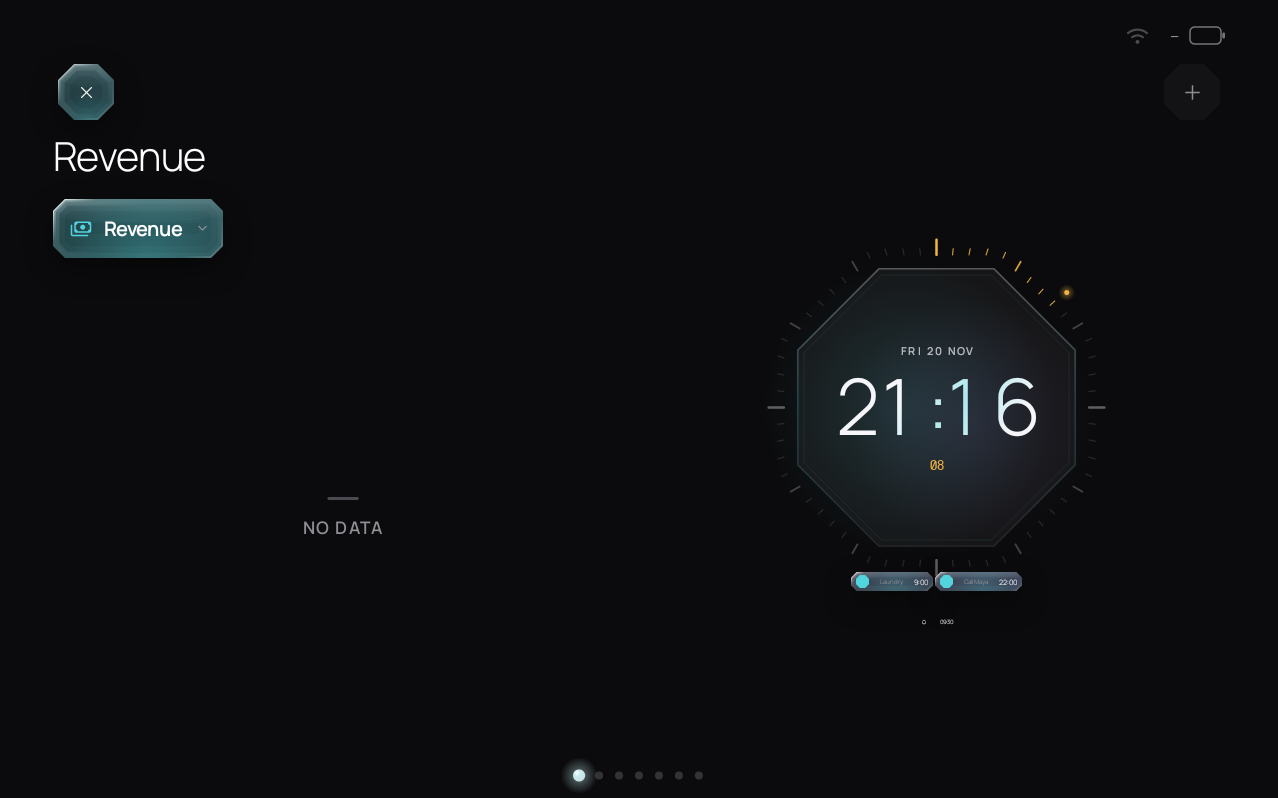 –
Revenue
Revenue
FRI 20 NOV
21:16
08
NO DATA
Laundry 9:00
Call Maya 22:00
09:30